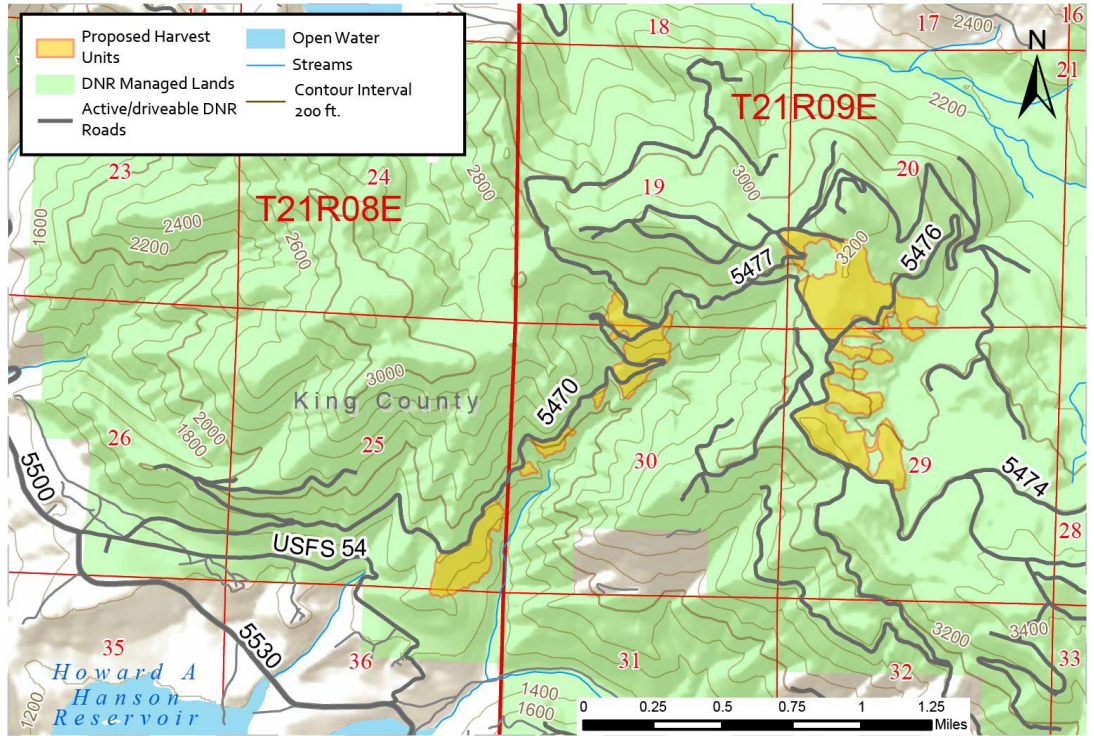 Proposed Harvest
Units
DNR Managed Lands
Active/driveable DNR
Roads
Open Water
Streams
Contour Interval
200 ft.
18
17
2400
16
N
21
T21R09E
2200
23
24
2800
19
3000
20
1600
T21R08E
2400
2200
2600
3200
5476
5477
3000
King County
5470
2000
1800
26
25
30
29
5474
5500
USFS 54
28
5530
35
36
31
3200
3400
32
33
Howard A
Hanson
Reservoir
1200
1400
1600
0 0.25 0.5 0.75 1 1.25
Miles